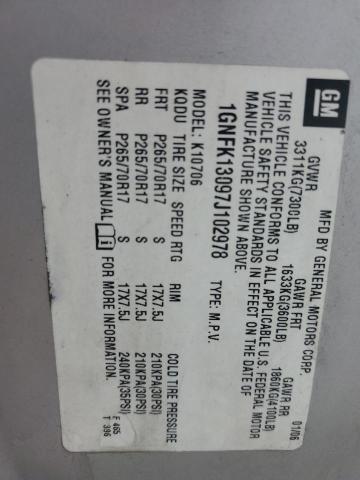 GM
MFD BY GENERAL MOTORS CORP. 01/06
GVWR GAWR FRT GAWR RR
3311KG(7300LB) 1633KG(3600LB) 1860KG(4100LB)
THIS VEHICLE CONFORMS TO ALL APPLICABLE U.S. FEDERAL MOTOR
VEHICLE SAFETY STANDARDS IN EFFECT ON THE DATE OF
MANUFACTURE SHOWN ABOVE.
1GNFK13097J102978 TYPE: M.P.V.
MODEL: K10706
KQDU TIRE SIZE SPEED RTG RIM COLD TIRE PRESSURE
FRT P265/70R17 S 17X7.5J 210KPA(30PSI)
RR P265/70R17 S 17X7.5J 210KPA(30PSI)
SPA P265/70R17 S 17X7.5J 240KPA(35PSI)
SEE OWNER'S MANUAL FOR MORE INFORMATION. F 465
T 396